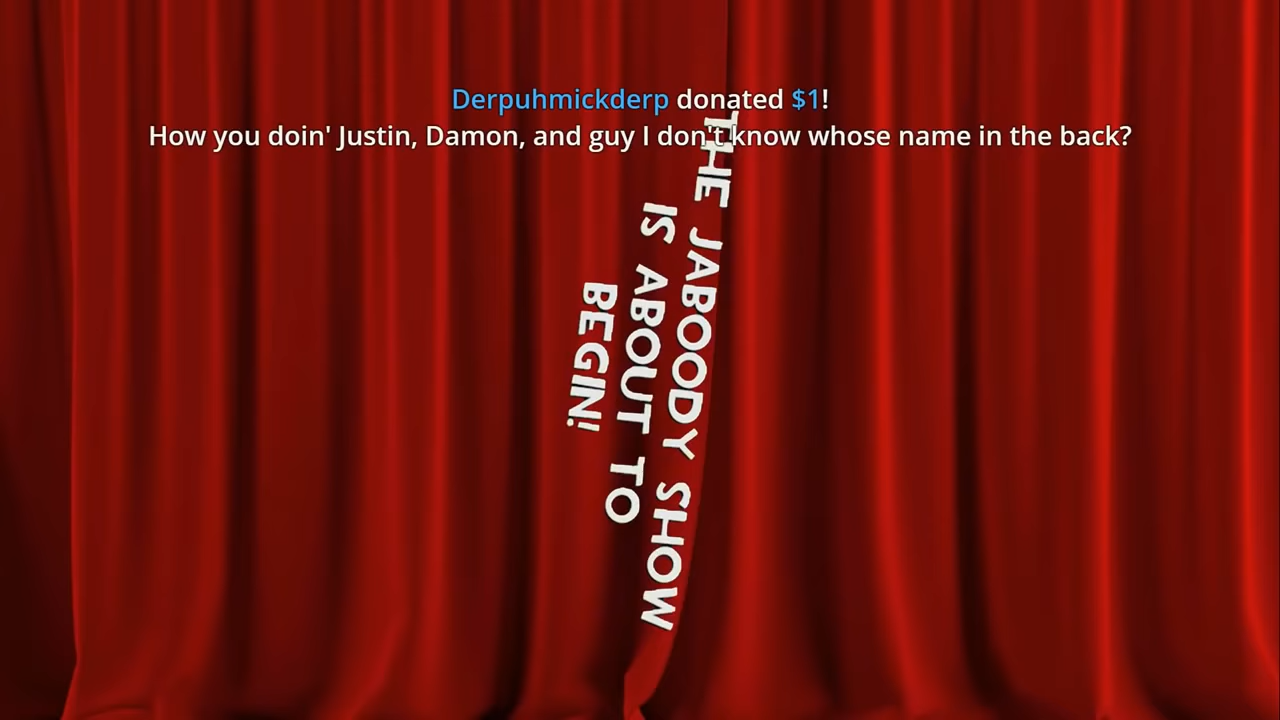 Derpuhmickderp donated $1!
How you doin' Justin, Damon, and guy I don't know whose name in the back?
THE JABOODY SHOW
IS ABOUT TO
BEGIN!